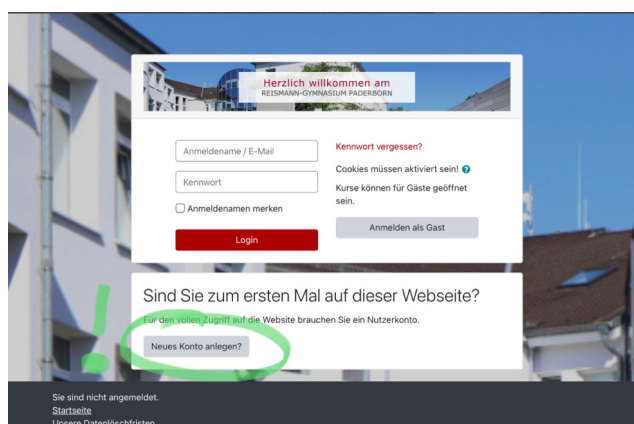 Herzlich willkommen am
REISMANN-GYMNASIUM PADERBORN
Anmeldename / E-Mail
Kennwort
Anmeldenamen merken
Login
Kennwort vergessen?
Cookies müssen aktiviert sein!
Kurse können für Gäste geöffnet
sein.
Anmelden als Gast
Sind Sie zum ersten Mal auf dieser Webseite?
Für den vollen Zugriff auf die Website brauchen Sie ein Nutzerkonto.
Neues Konto anlegen?
!
Sie sind nicht angemeldet.
Startseite
Unsere Datenlöschfristen